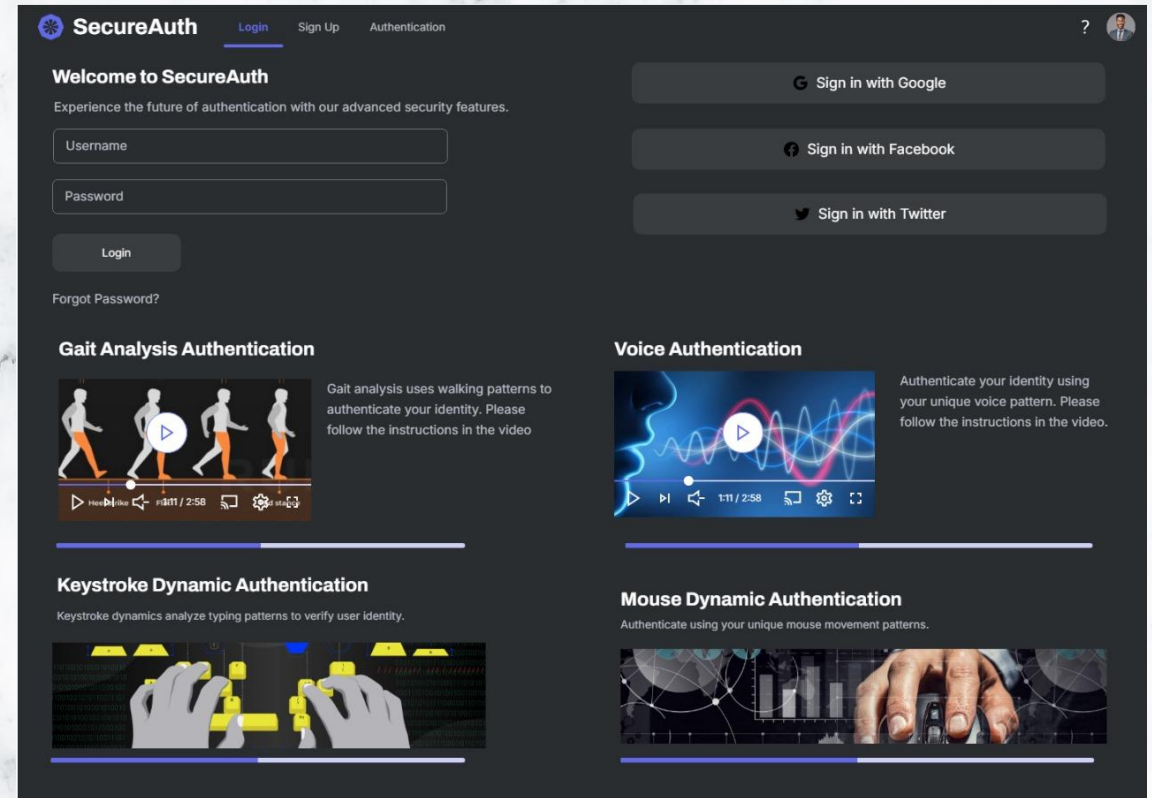 SecureAuth
Login
Sign Up
Authentication
?
Welcome to SecureAuth
Experience the future of authentication with our advanced security features.
Username
Password
Login
Forgot Password?
Sign in with Google
Sign in with Facebook
Sign in with Twitter
Gait Analysis Authentication
Gait analysis uses walking patterns to
authenticate your identity. Please
follow the instructions in the video
1:11 / 2:58
Voice Authentication
Authenticate your identity using
your unique voice pattern. Please
follow the instructions in the video.
1:11 / 2:58
Keystroke Dynamic Authentication
Keystroke dynamics analyze typing patterns to verify user identity.
Mouse Dynamic Authentication
Authenticate using your unique mouse movement patterns.